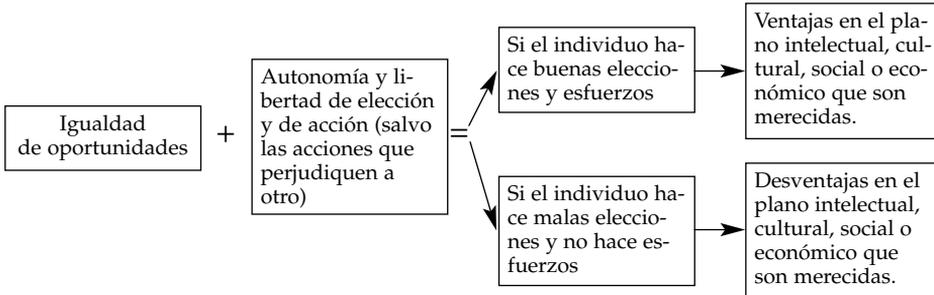 Igualdad
de oportunidades
+
Autonomía y li-
bertad de elección
y de acción (salvo
las acciones que
perjudiquen a
otro)
=
Si el individuo ha-
ce buenas eleccio-
nes y esfuerzos
Ventajas en el pla-
no intelectual, cul-
tural, social o eco-
nómico que son
merecidas.
Si el individuo ha-
ce malas eleccio-
nes y no hace es-
fuerzos
Desventajas en el
plano intelectual,
cultural, social o
económico que
son merecidas.